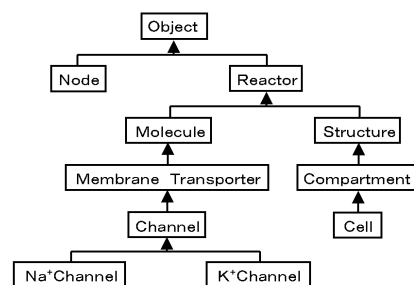 Object
Node Reactor
Molecule Structure
Membrane Transporter Compartment
Channel Cell
Na⁺Channel K⁺Channel